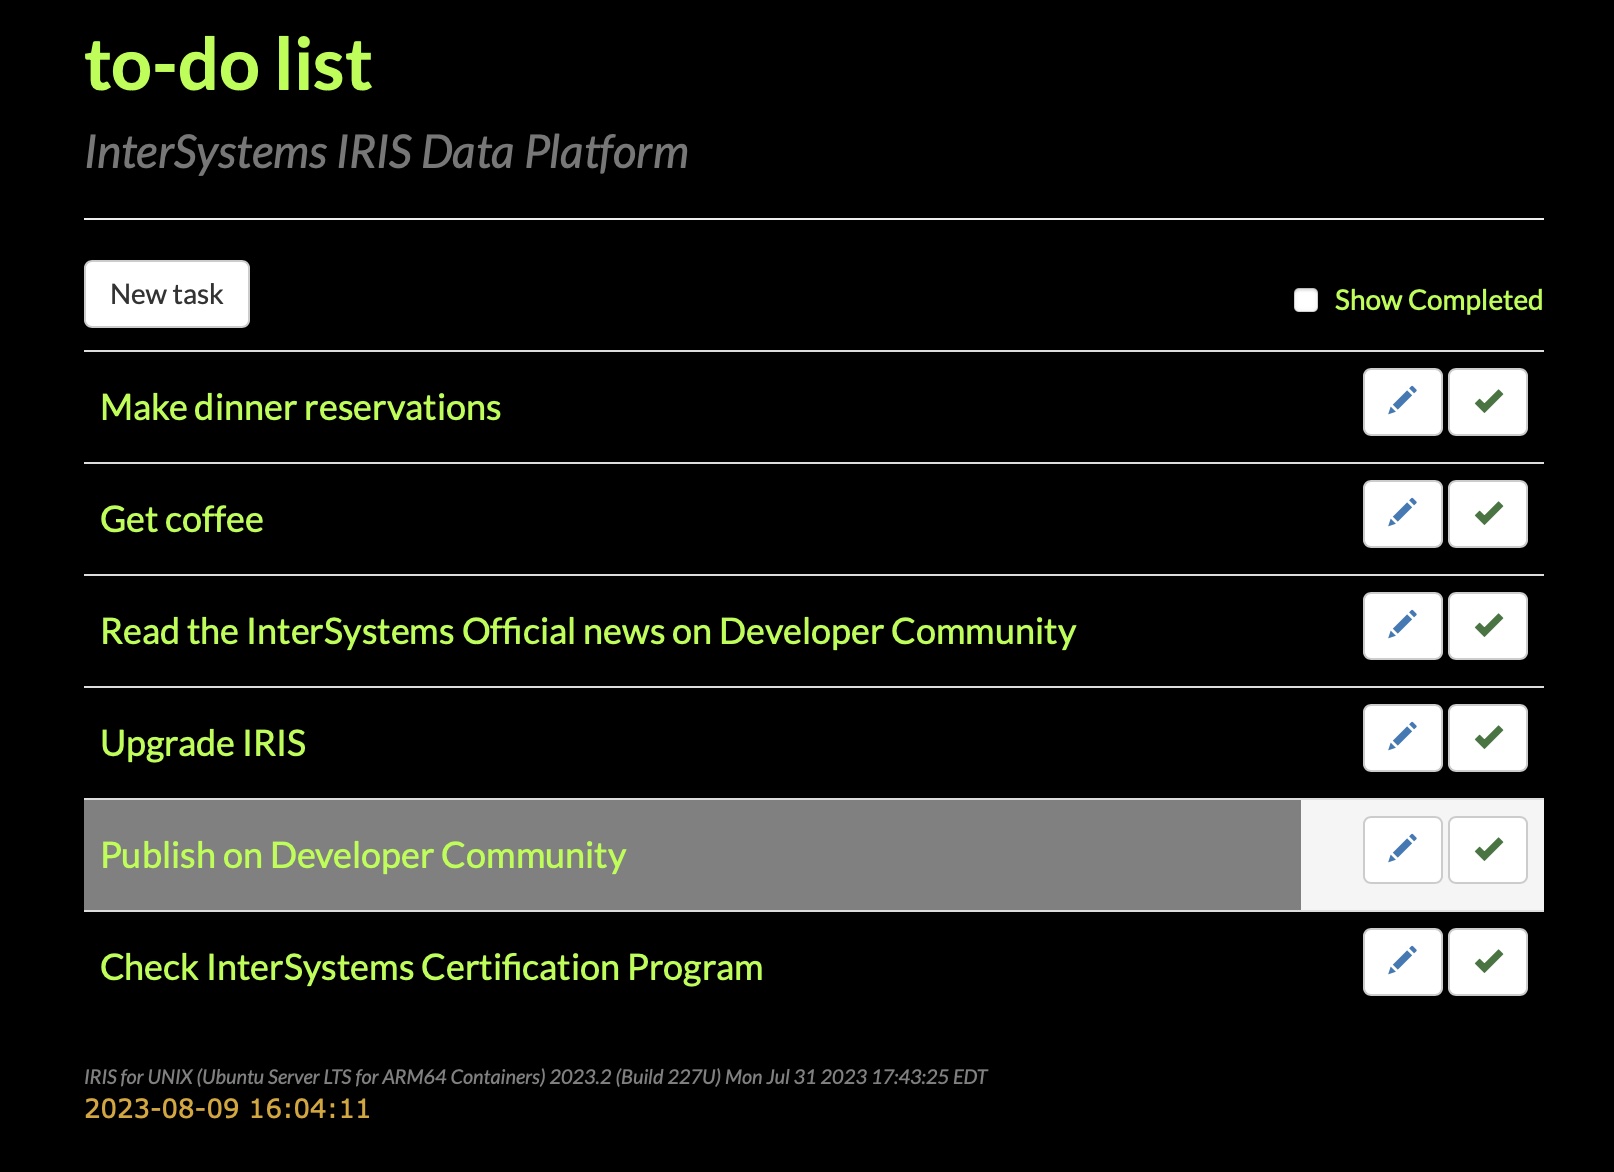 to-do list
InterSystems IRIS Data Platform
New task
Show Completed
Make dinner reservations
Get coffee
Read the InterSystems Official news on Developer Community
Upgrade IRIS
Publish on Developer Community
Check InterSystems Certification Program
IRIS for UNIX (Ubuntu Server LTS for ARM64 Containers) 2023.2 (Build 227U) Mon Jul 31 2023 17:43:25 EDT
2023-08-09 16:04:11